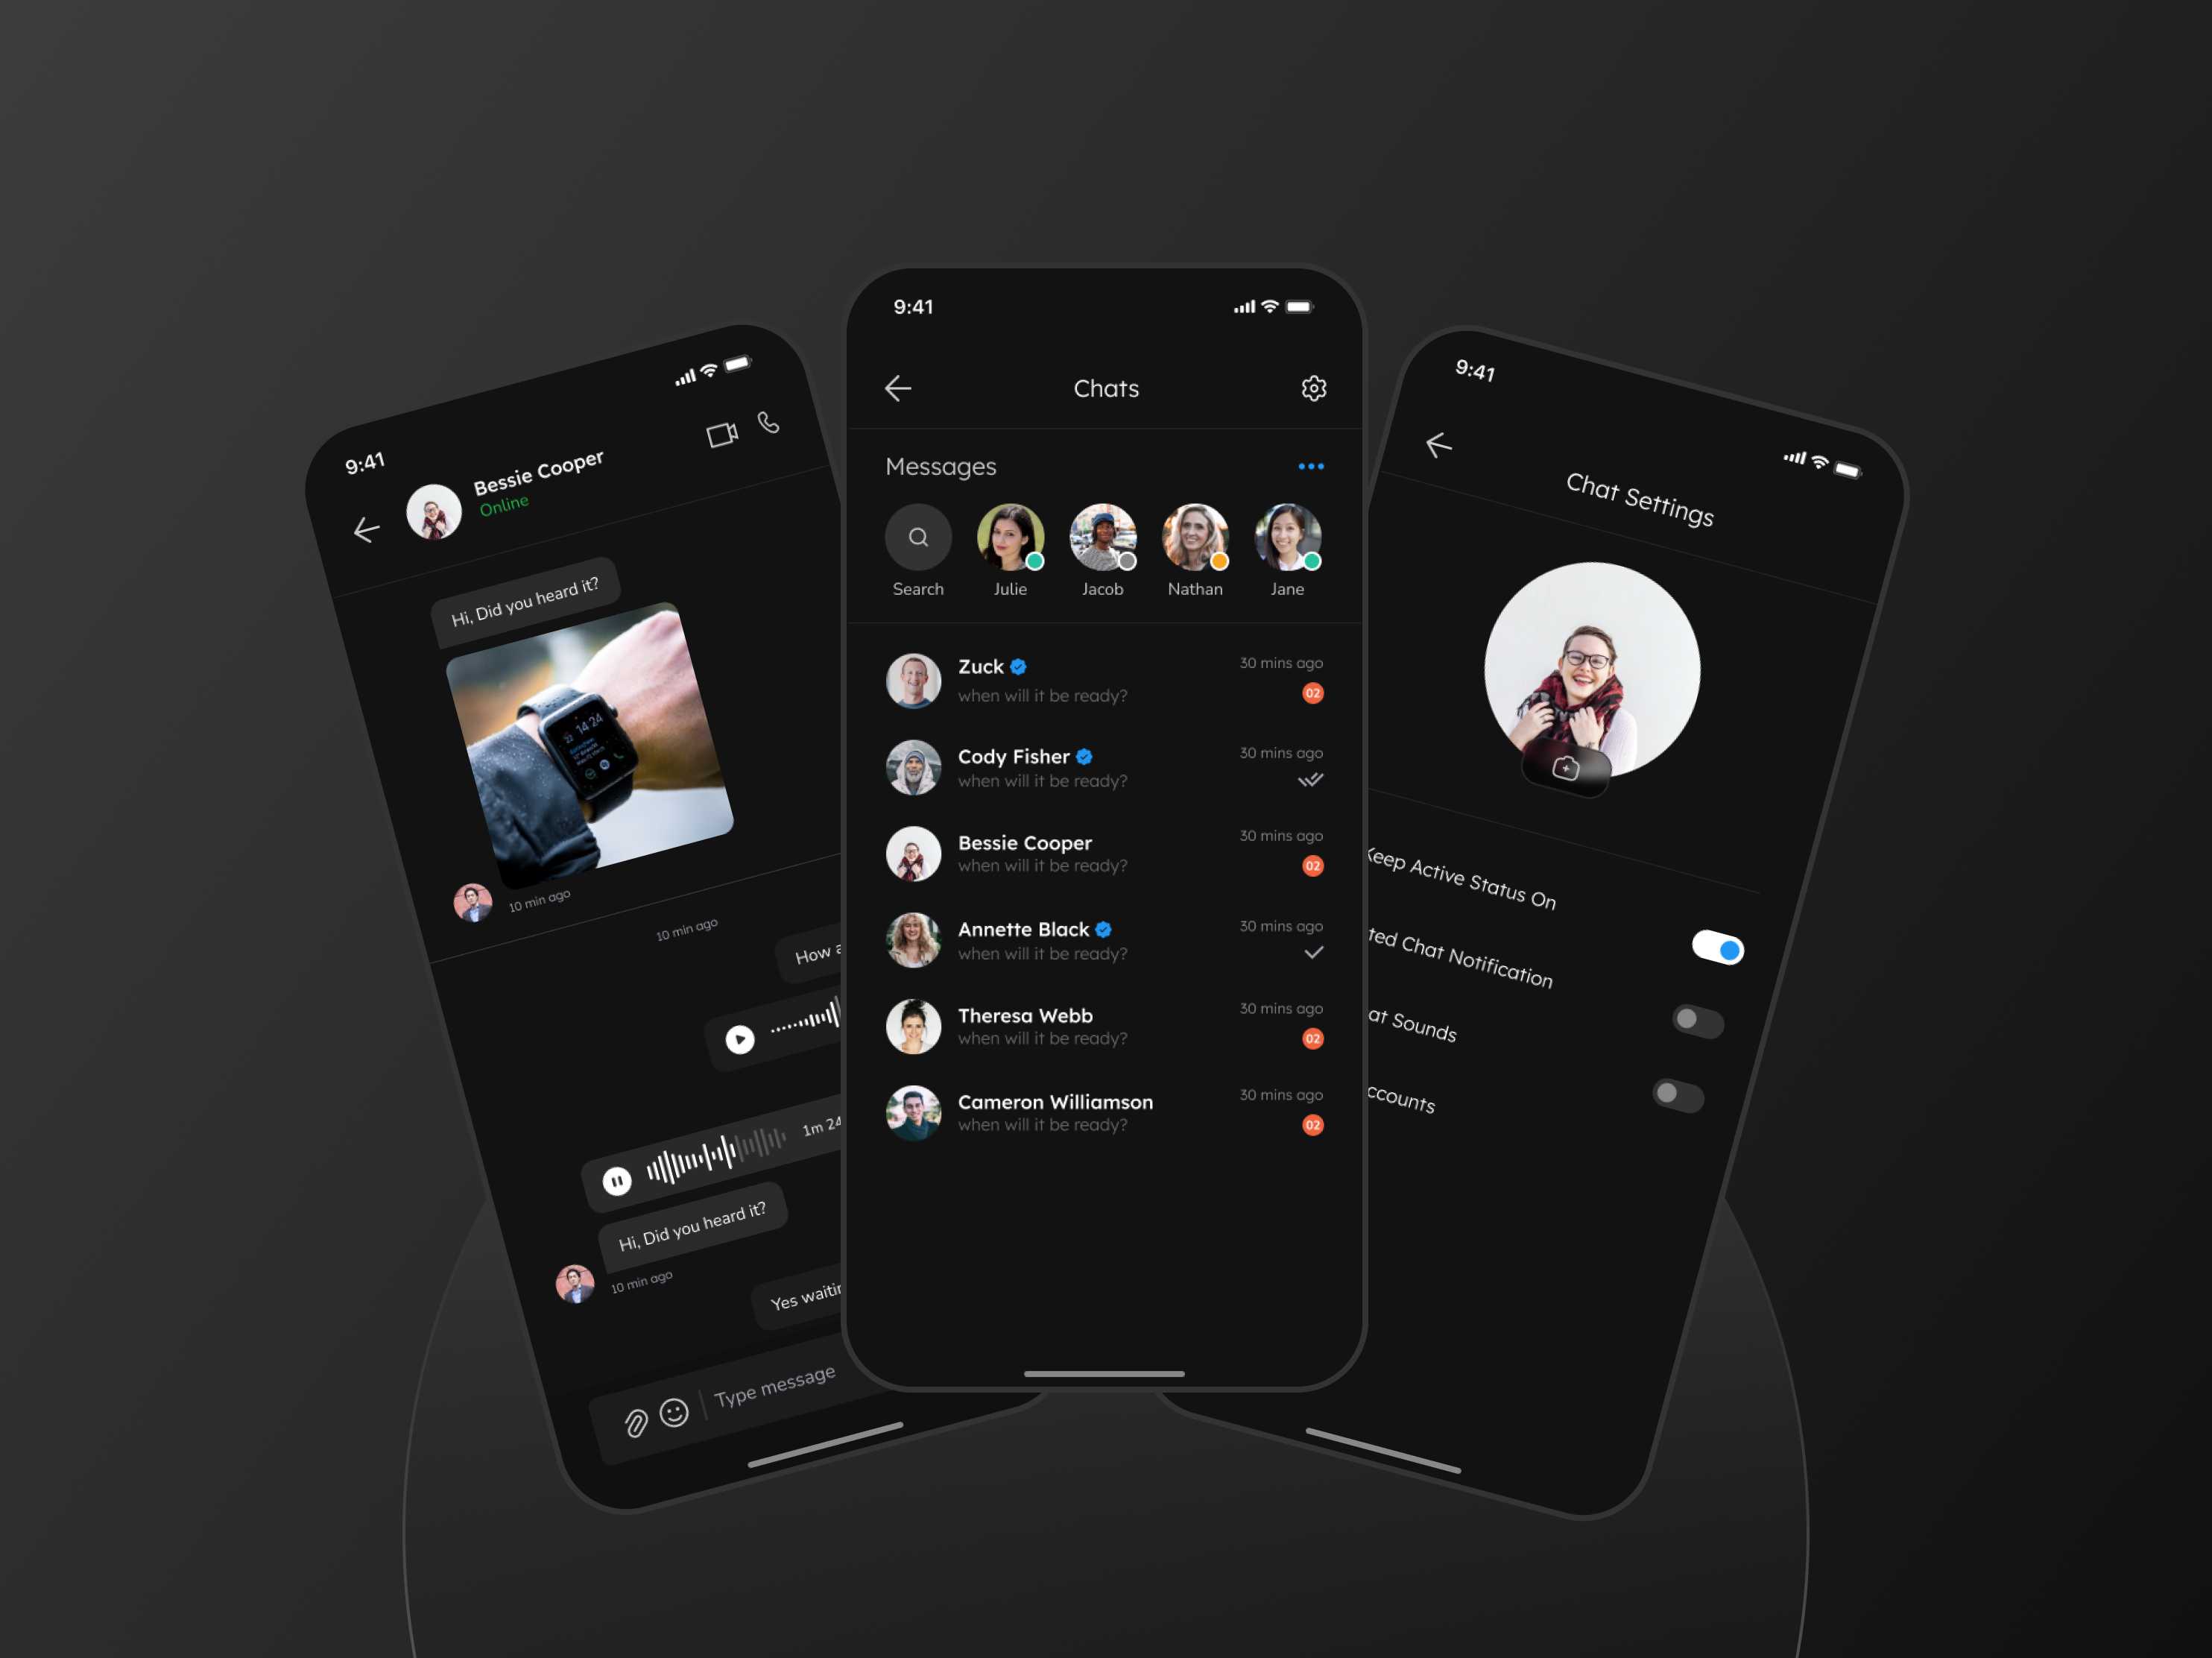 9:41
Bessie Cooper
Online
Hi, Did you heard it?
14:24
10 min ago
10 min ago
How
1m 24
Hi, Did you heard it?
10 min ago
Yes
Type message
9:41
Chats
Messages
Search
Julie
Jacob
Nathan
Jane
Zuck
30 mins ago
when will it be ready?
02
Cody Fisher
30 mins ago
when will it be ready?
Bessie Cooper
30 mins ago
when will it be ready?
02
Annette Black
30 mins ago
when will it be ready?
Theresa Webb
30 mins ago
when will it be ready?
02
Cameron Williamson
30 mins ago
when will it be ready?
02
9:41
Chat Settings
Keep Active Status On
Chat Notification
Sounds